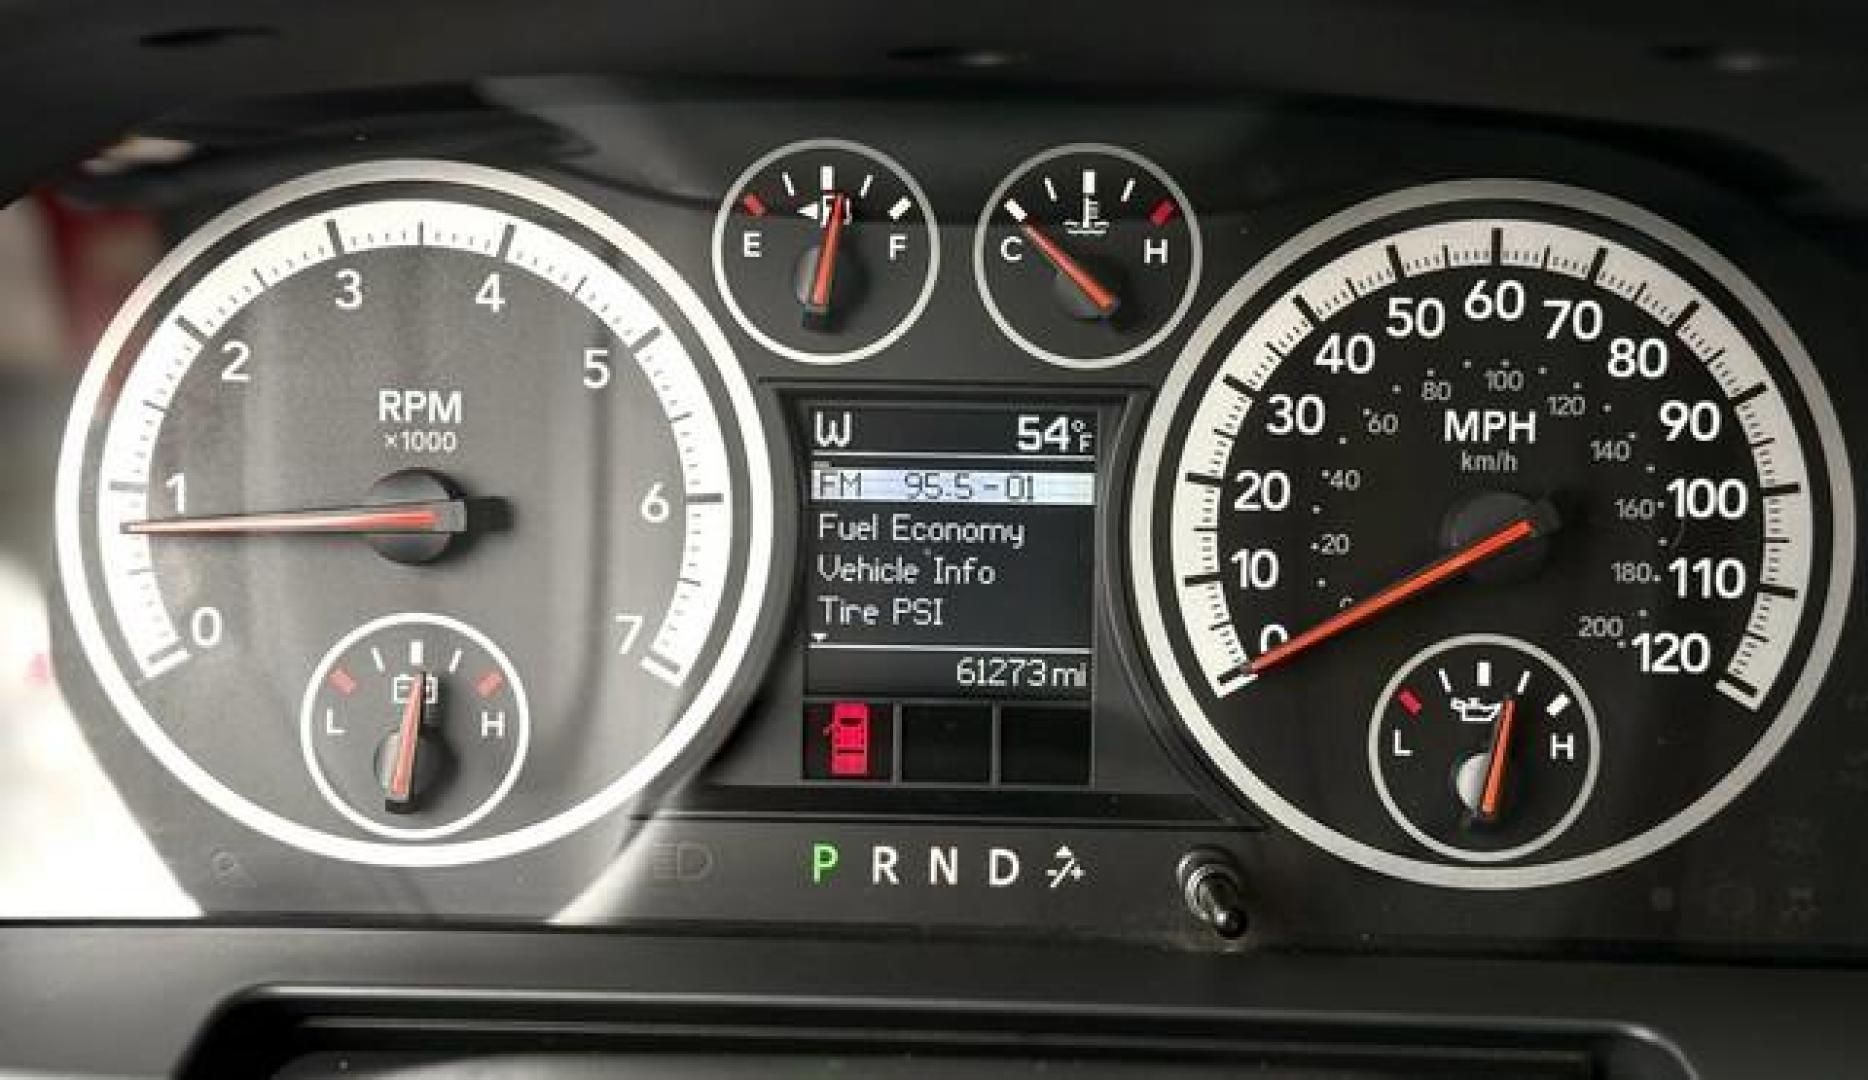 E F
C H
0 1 2 3 4 5 6 7
RPM
×1000
L H
W 54°F
FM 95.5-01
Fuel Economy
Vehicle Info
Tire PSI
61273 mi
P R N D
0 10 20 30 40 50 60 70 80 90 100 110 120
MPH
km/h
0 20 40 60 80 100 120 140 160 180 200
L H